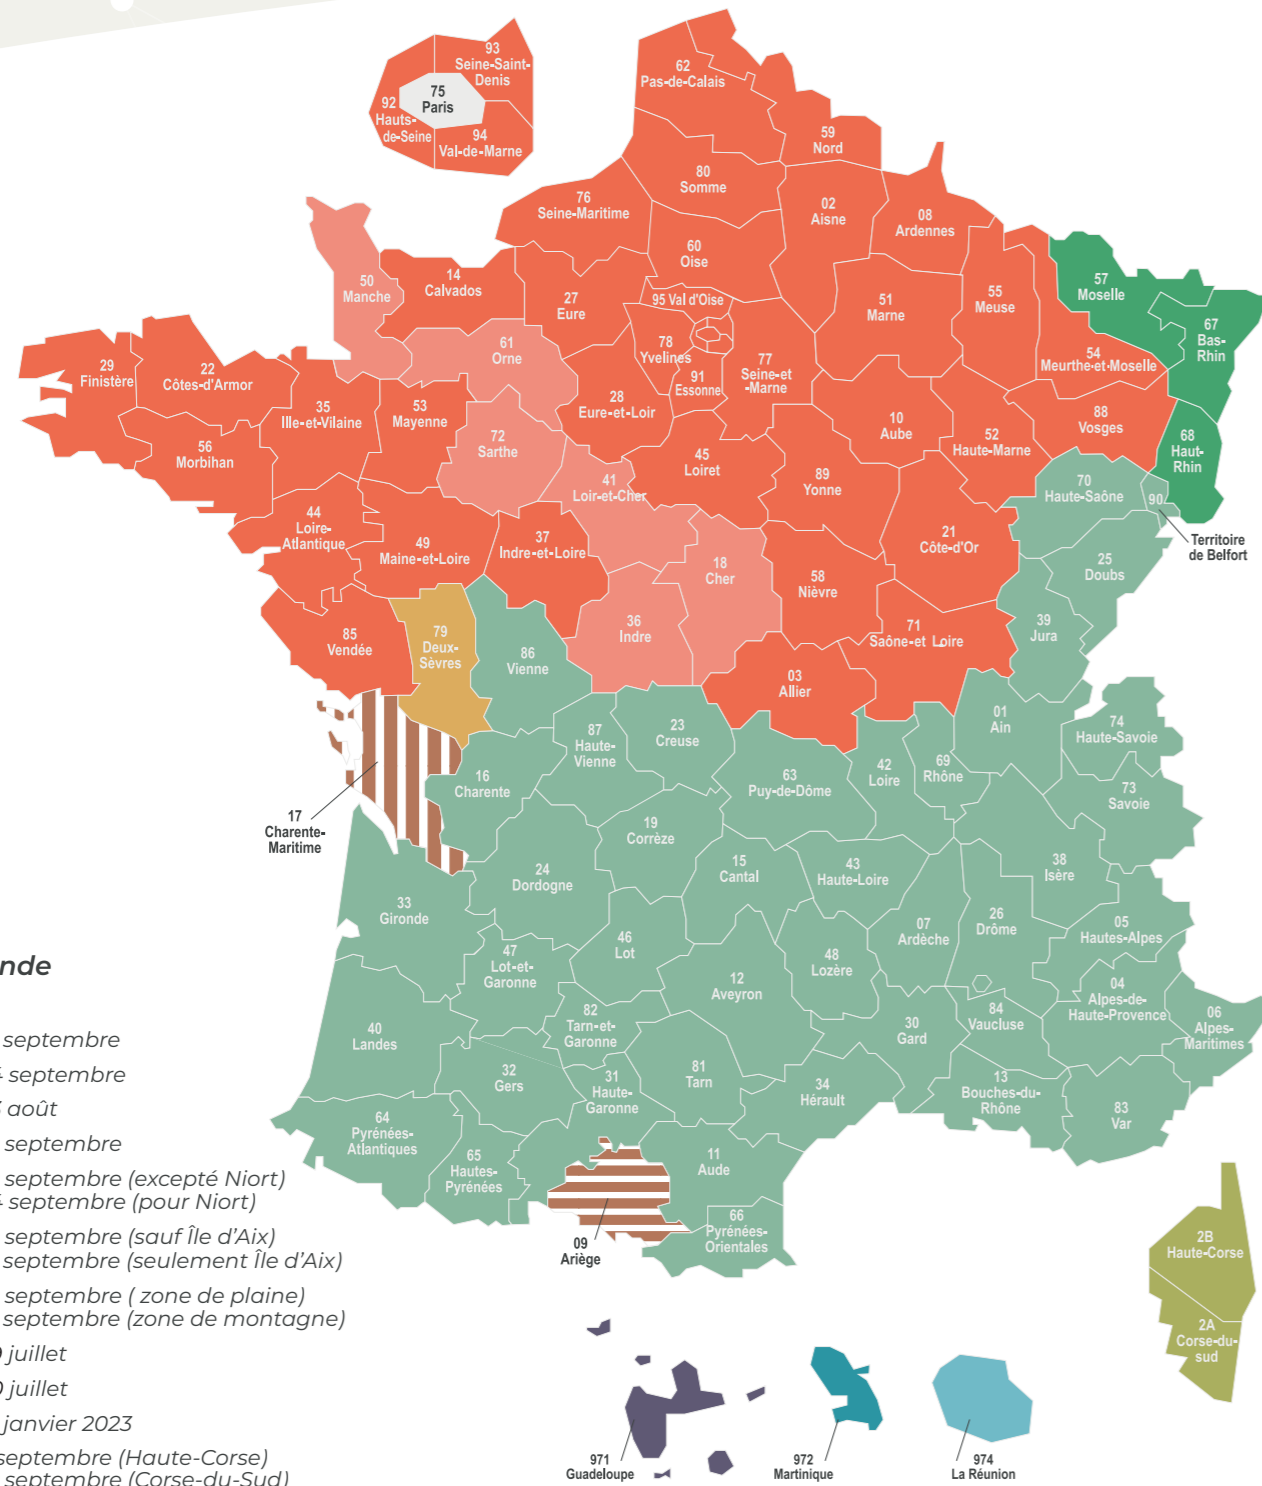 93
Seine-Saint-
Denis
75
Paris
92
Hauts-
de-Seine
94
Val-de-Marne
62
Pas-de-Calais
59
Nord
80
Somme
76
Seine-Maritime
02
Aisne
08
Ardennes
60
Oise
50
Manche
14
Calvados
27
Eure
95 Val d'Oise
51
Marne
55
Meuse
57
Moselle
67
Bas-
Rhin
61
Orne
78
Yvelines
91
Essonne
77
Seine-et
-Marne
54
Meurthe-et-Moselle
29
Finistère
22
Côtes-d'Armor
35
Ille-et-Vilaine
53
Mayenne
28
Eure-et-Loir
10
Aube
52
Haute-Marne
88
Vosges
68
Haut-
Rhin
56
Morbihan
72
Sarthe
41
Loir-et-Cher
45
Loiret
89
Yonne
70
Haute-Saône
90
Territoire
de Belfort
44
Loire-
Atlantique
49
Maine-et-Loire
37
Indre-et-Loire
18
Cher
58
Nièvre
21
Côte-d'Or
25
Doubs
85
Vendée
79
Deux-
Sèvres
86
Vienne
36
Indre
71
Saône-et Loire
39
Jura
03
Allier
01
Ain
74
Haute-Savoie
87
Haute-
Vienne
23
Creuse
63
Puy-de-Dôme
42
Loire
69
Rhône
73
Savoie
17
Charente-
Maritime
16
Charente
19
Corrèze
24
Dordogne
15
Cantal
43
Haute-Loire
38
Isère
33
Gironde
47
Lot-et-
Garonne
46
Lot
48
Lozère
07
Ardèche
26
Drôme
05
Hautes-Alpes
12
Aveyron
04
Alpes-de-
Haute-Provence
06
Alpes-
Maritimes
40
Landes
82
Tarn-et-
Garonne
30
Gard
84
Vaucluse
32
Gers
31
Haute-
Garonne
81
Tarn
34
Hérault
13
Bouches-du-
Rhône
83
Var
64
Pyrénées-
Atlantiques
65
Hautes-
Pyrénées
09
Ariège
11
Aude
66
Pyrénées-
Orientales
2B
Haute-Corse
2A
Corse-du-
sud
971
Guadeloupe
972
Martinique
974
La Réunion
septembre
septembre
août
septembre
septembre (excepté Niort)
septembre (pour Niort)
septembre (sauf Île d’Aix)
septembre (seulement Île d’Aix)
septembre ( zone de plaine)
septembre (zone de montagne)
juillet
juillet
janvier 2023
septembre (Haute-Corse)
septembre (Corse-du-Sud)